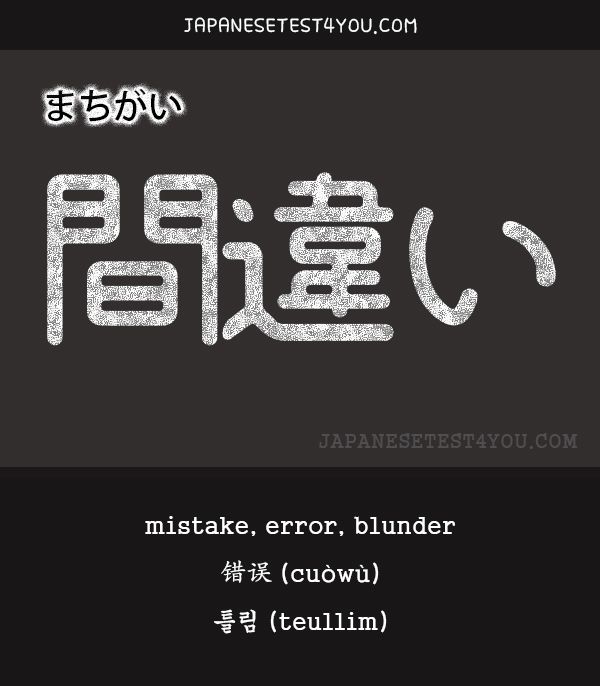 JAPANESETEST4YOU.COM
まちがい
間違い
JAPANESETEST4YOU.COM
mistake, error, blunder
错误 (cuòwù)
틀림 (teullim)